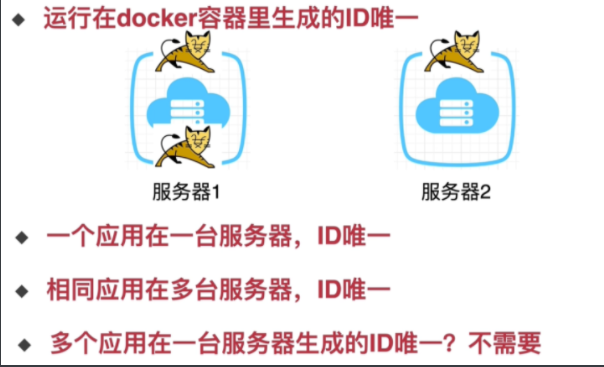 运行在docker容器里生成的ID唯一
服务器1
服务器2
一个应用在一台服务器，ID唯一
相同应用在多台服务器，ID唯一
多个应用在一台服务器生成的ID唯一？不需要